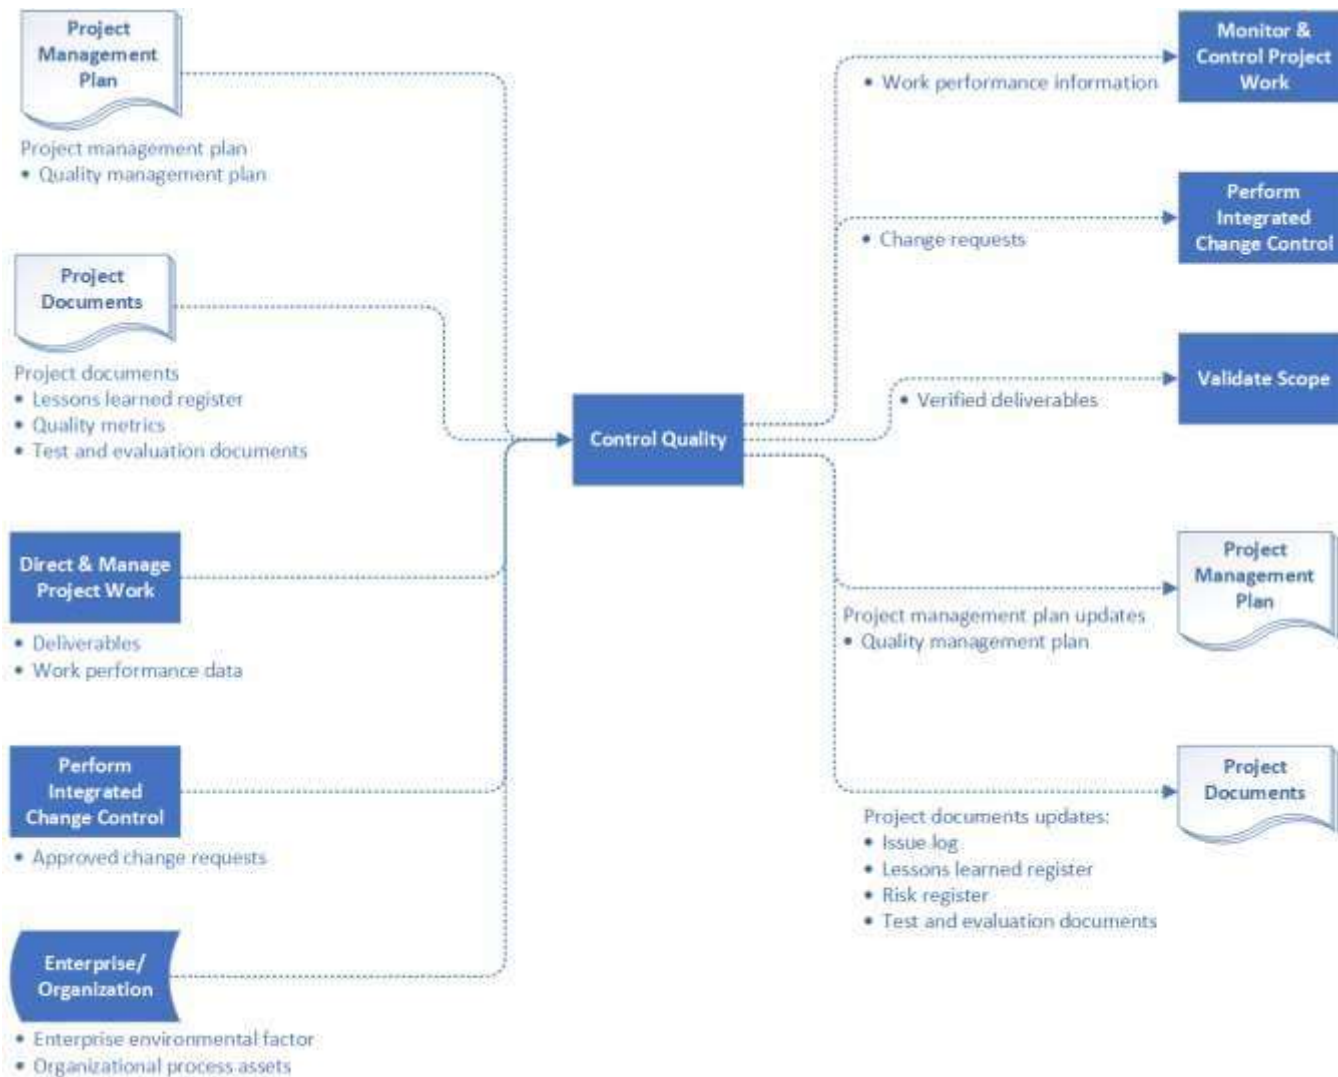 Project
Management
Plan
Project management plan
• Quality management plan
Project
Documents
Project documents
• Lessons learned register
• Quality metrics
• Test and evaluation documents
Direct & Manage
Project Work
• Deliverables
• Work performance data
Perform
Integrated
Change Control
• Approved change requests
Enterprise/
Organization
• Enterprise environmental factor
• Organizational process assets
Control Quality
Monitor &
Control Project
Work
• Work performance information
Perform
Integrated
Change Control
• Change requests
Validate Scope
• Verified deliverables
Project
Management
Plan
Project management plan updates
• Quality management plan
Project
Documents
Project documents updates:
• Issue log
• Lessons learned register
• Risk register
• Test and evaluation documents